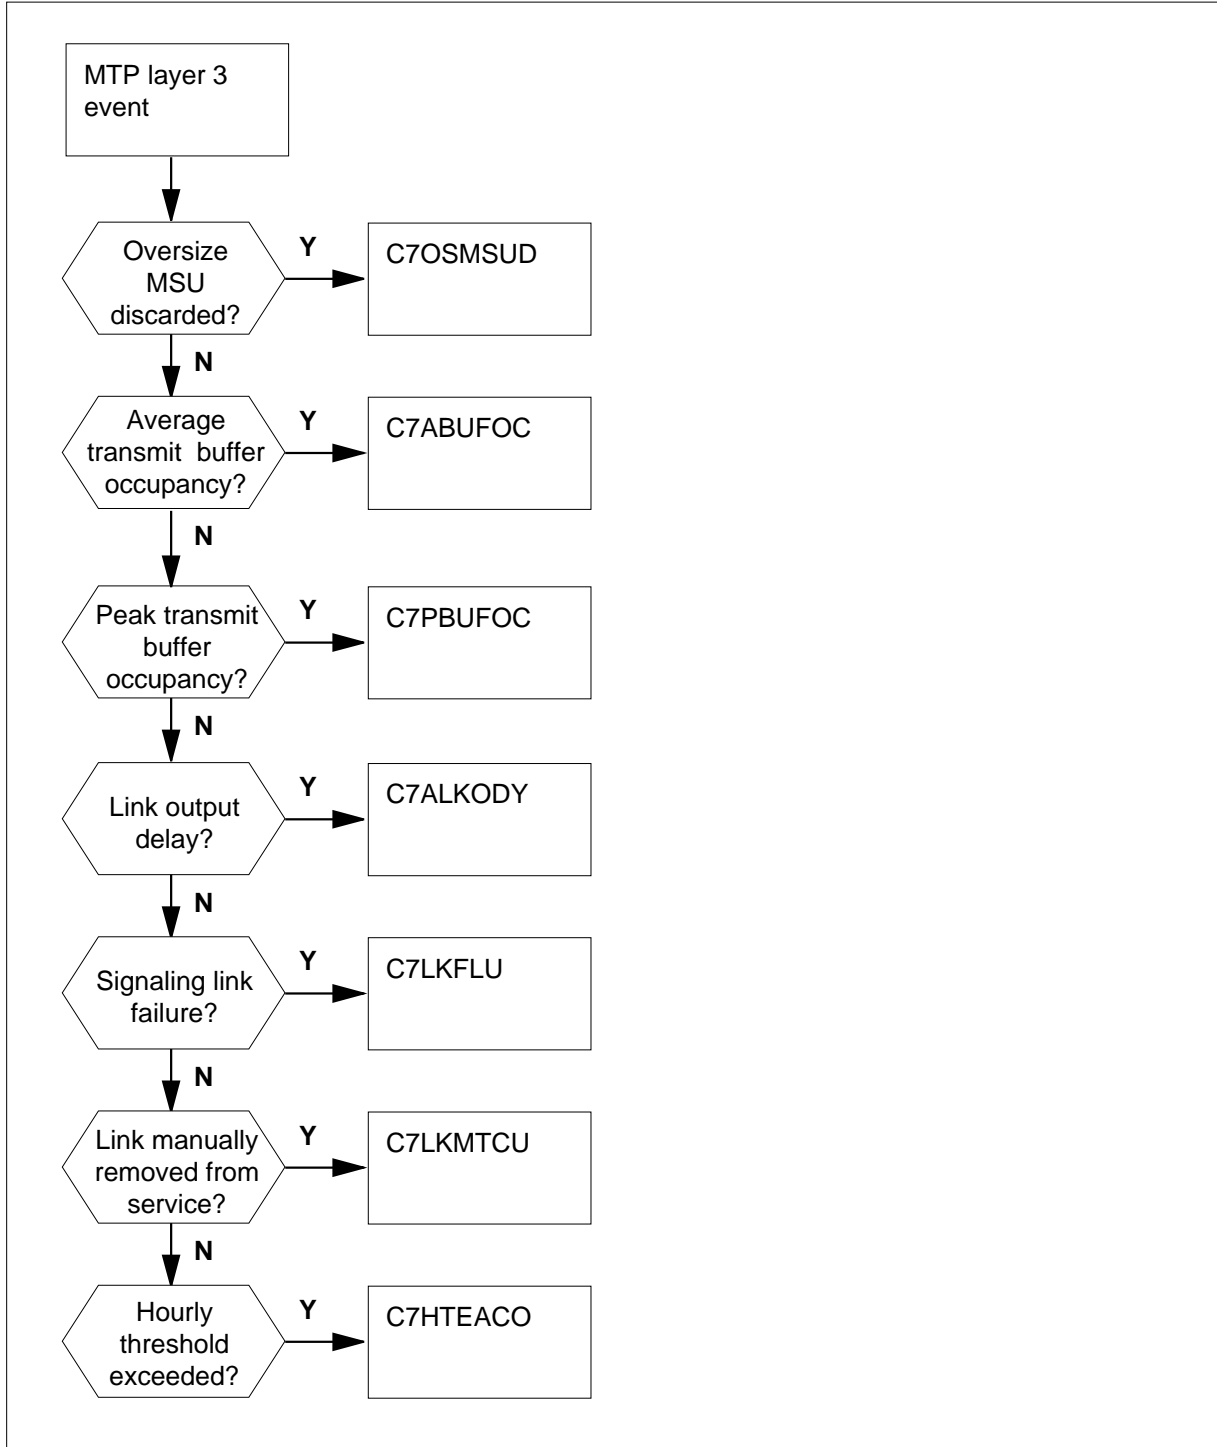 MTP layer 3
event
Oversize
MSU
discarded?
Y
C7OSMSUD
N
Average
transmit buffer
occupancy?
Y
C7ABUFOC
N
Peak transmit
buffer
occupancy?
Y
C7PBUFOC
N
Link output
delay?
Y
C7ALKODY
N
Signaling link
failure?
Y
C7LKFLU
N
Link manually
removed from
service?
Y
C7LKMTCU
N
Hourly
threshold
exceeded?
Y
C7HTEACO